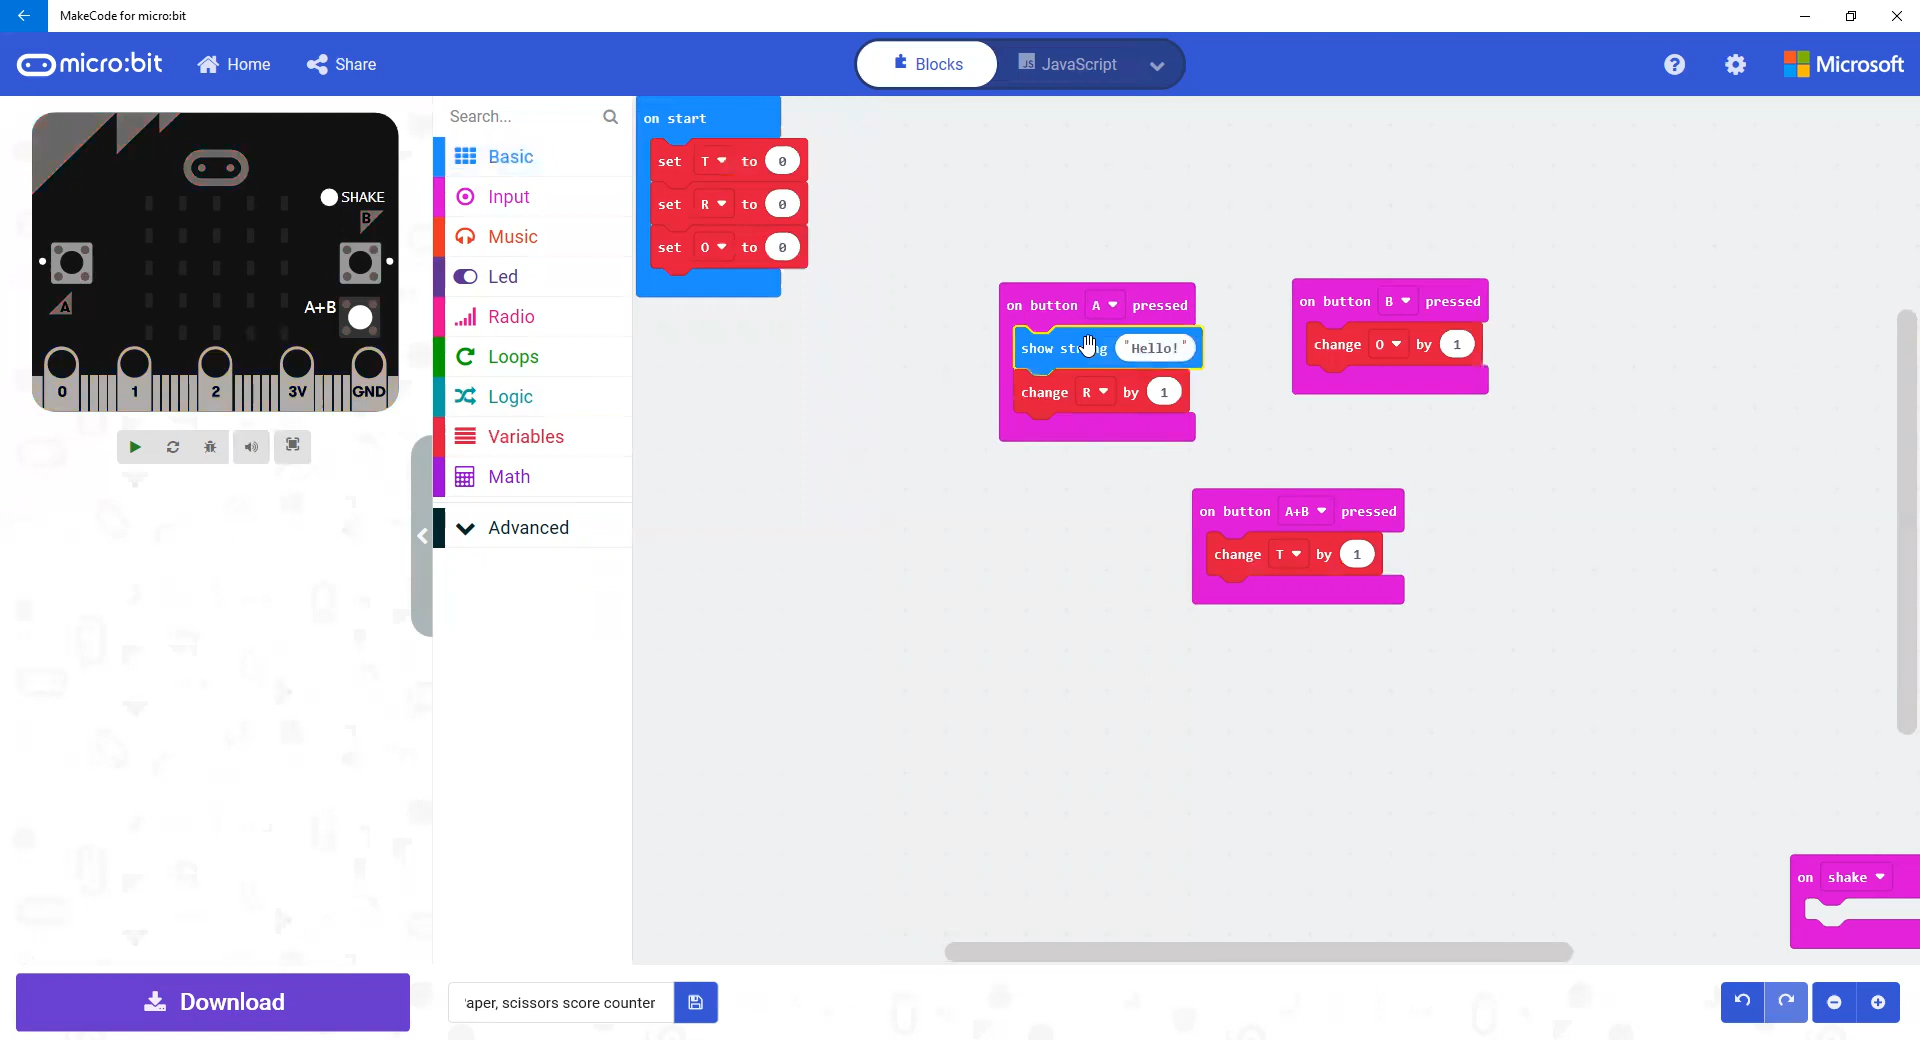 MakeCode for micro:bit
micro:bit
Home
Share
Blocks
JS JavaScript
?
Microsoft
SHAKE
B
A
A+B
0 1 2 3V GND
Search...
Basic
Input
Music
Led
Radio
Loops
Logic
Variables
Math
Advanced
on start
set T to 0
set R to 0
set O to 0
on button A pressed
show string "Hello!"
change R by 1
on button B pressed
change O by 1
on button A+B pressed
change T by 1
on shake
Download
'aper, scissors score counter